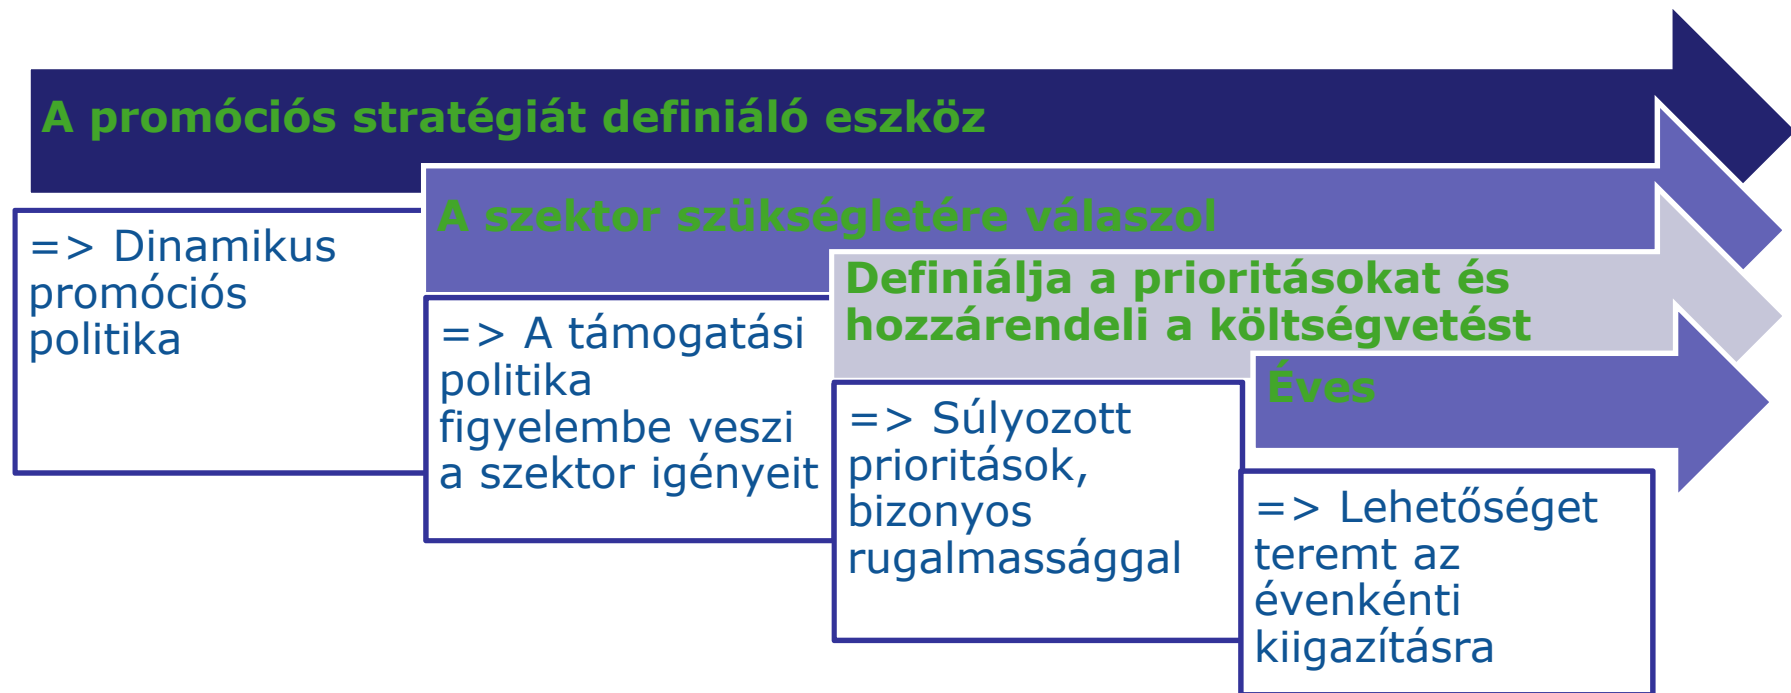 A promóciós stratégiát definiáló eszköz
=> Dinamikus
promóciós
politika
A szektor szükségletére válaszol
=> A támogatási
politika
figyelembe veszi
a szektor igényeit
Definiálja a prioritásokat és
hozzárendeli a költségvetést
=> Súlyozott
prioritások,
bizonyos
rugalmassággal
Éves
=> Lehetőséget
teremt az
évenkénti
kiigazításra